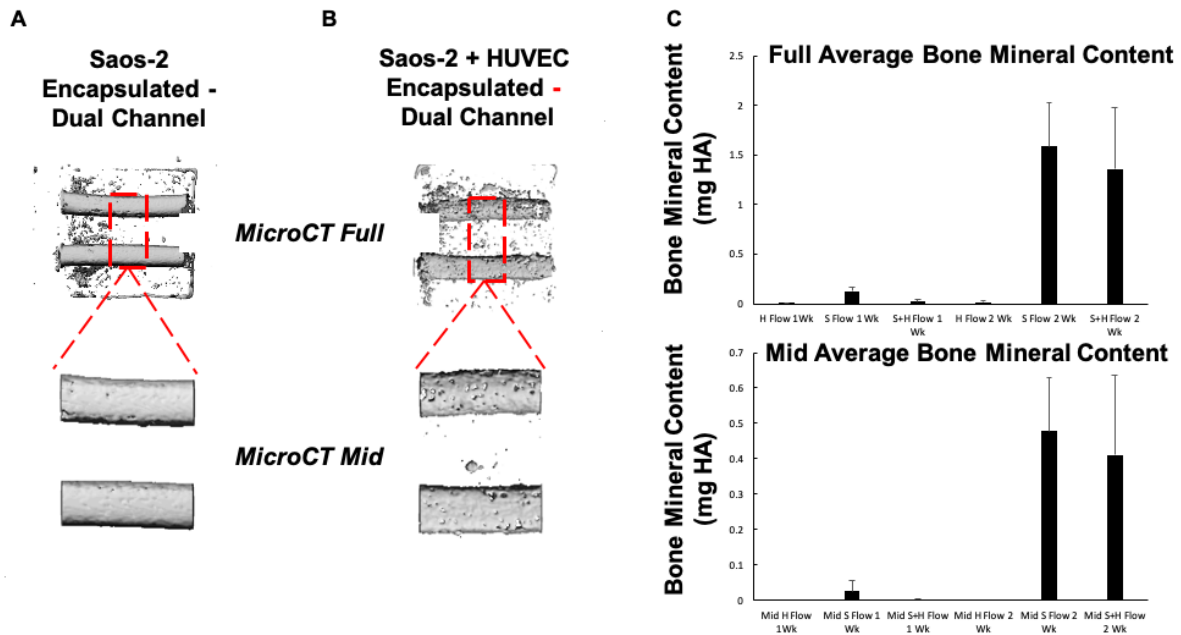 A
Saos-2
Encapsulated -
Dual Channel
B
Saos-2 + HUVEC
Encapsulated -
Dual Channel
MicroCT Full
MicroCT Mid
C
Full Average Bone Mineral Content
Bone Mineral Content
(mg HA)
2.5
2
1.5
1
0.5
0
H Flow 1Wk
S Flow 1 Wk
S+H Flow 1
Wk
H Flow 2 Wk
S Flow 2 Wk
S+H Flow 2
Wk
Mid Average Bone Mineral Content
Bone Mineral Content
(mg HA)
0.7
0.6
0.5
0.4
0.3
0.2
0.1
0
Mid H Flow
1 Wk
Mid S Flow 1
Wk
Mid S+H Flow
1 Wk
Mid H Flow
2 Wk
Mid S Flow 2
Wk
Mid S+H Flow
2 Wk